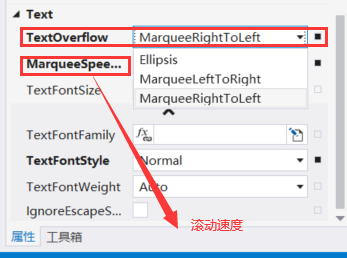 Text
TextOverflow MarqueeRightToLeft
MarqueeSpee... Ellipsis
MarqueeLeftToRight
TextFontSize MarqueeRightToLeft
TextFontFamily fx
TextFontStyle Normal
TextFontWeight Auto
IgnoreEscapeS...
滚动速度
属性 工具箱